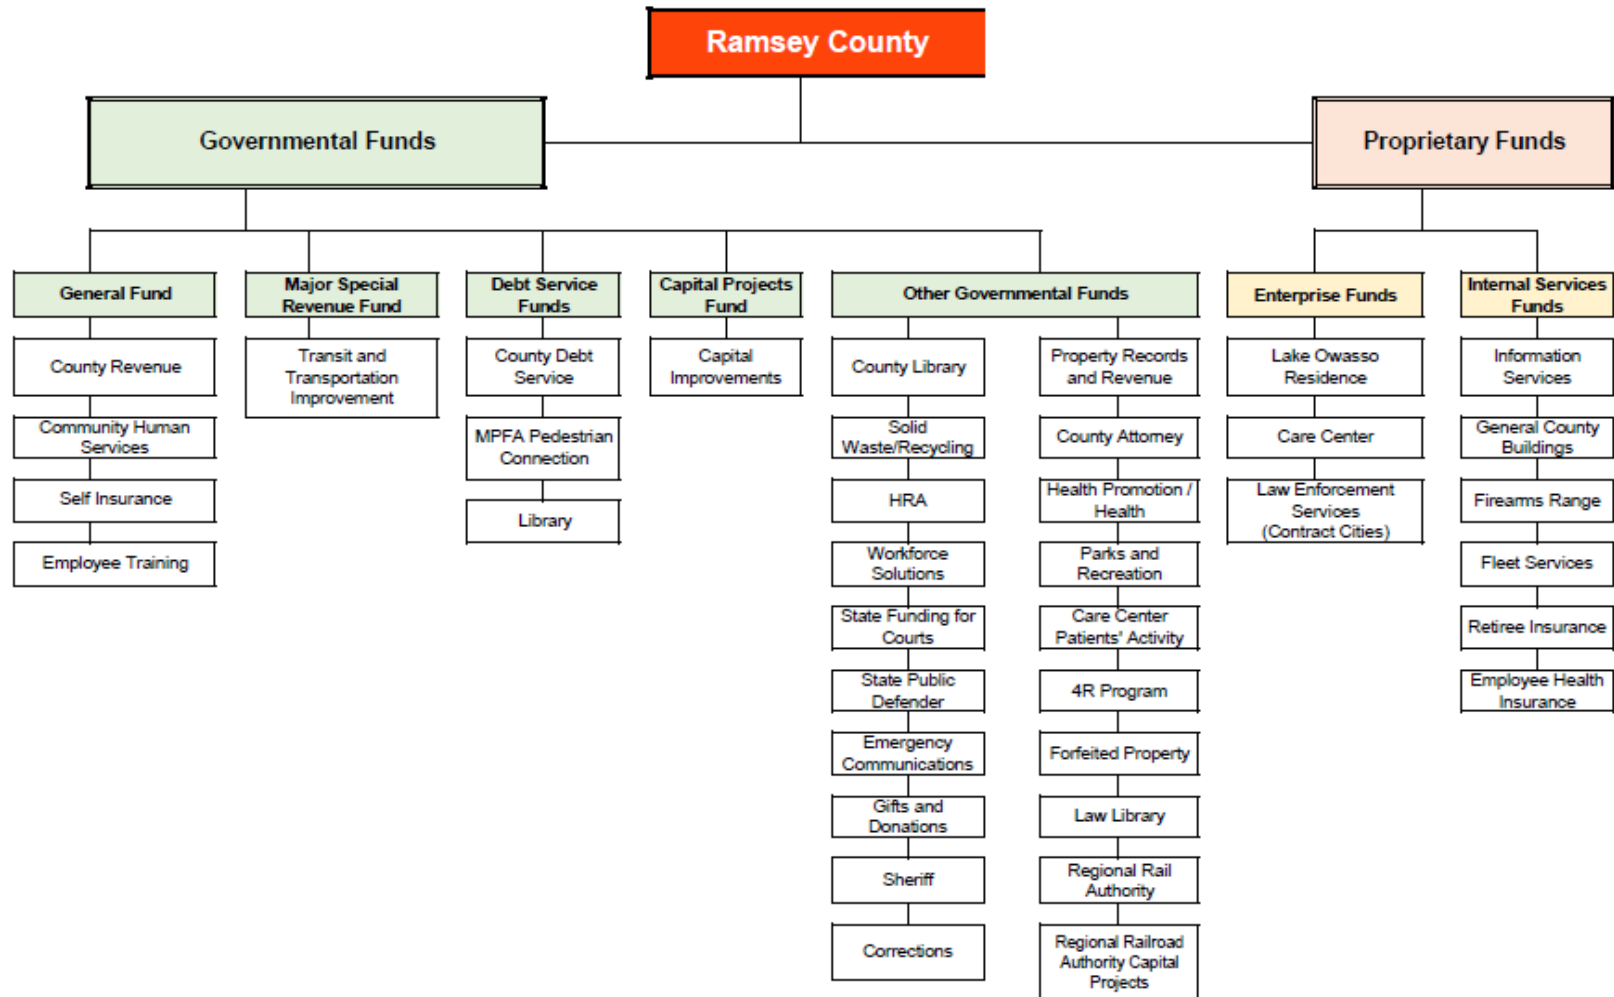 Ramsey County
Governmental Funds
Proprietary Funds
General Fund
County Revenue
Community Human
Services
Self Insurance
Employee Training
Major Special
Revenue Fund
Transit and
Transportation
Improvement
Debt Service
Funds
County Debt
Service
MPFA Pedestrian
Connection
Library
Capital Projects
Fund
Capital
Improvements
Other Governmental Funds
County Library
Solid
Waste/Recycling
HRA
Workforce
Solutions
State Funding for
Courts
State Public
Defender
Emergency
Communications
Gifts and
Donations
Sheriff
Corrections
Property Records
and Revenue
County Attorney
Health Promotion /
Health
Parks and
Recreation
Care Center
Patients' Activity
4R Program
Forfeited Property
Law Library
Regional Rail
Authority
Regional Railroad
Authority Capital
Projects
Enterprise Funds
Lake Owasso
Residence
Care Center
Law Enforcement
Services
(Contract Cities)
Internal Services
Funds
Information
Services
General County
Buildings
Firearms Range
Fleet Services
Retiree Insurance
Employee Health
Insurance